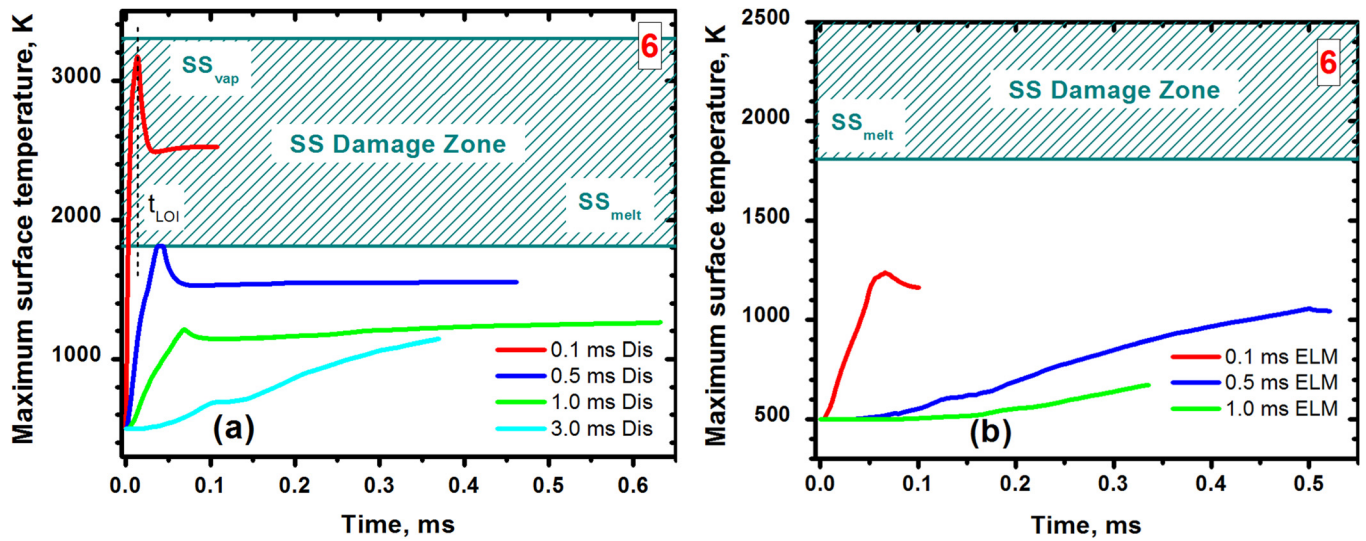 Maximum surface temperature, K
3000
2000
1000
SSvap
6
SS Damage Zone
tLOI
SSmelt
0.1 ms Dis
0.5 ms Dis
1.0 ms Dis
3.0 ms Dis
(a)
0.0 0.1 0.2 0.3 0.4 0.5 0.6
Time, ms
Maximum surface temperature, K
2500
2000
1500
1000
500
6
SS Damage Zone
SSmelt
0.1 ms ELM
0.5 ms ELM
1.0 ms ELM
(b)
0.0 0.1 0.2 0.3 0.4 0.5
Time, ms